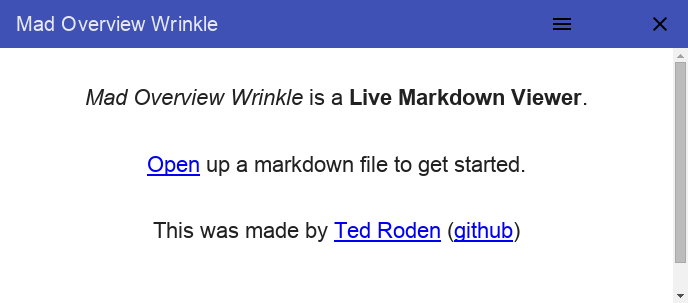 Mad Overview Wrinkle
Mad Overview Wrinkle is a Live Markdown Viewer.
Open up a markdown file to get started.
This was made by Ted Roden (github)